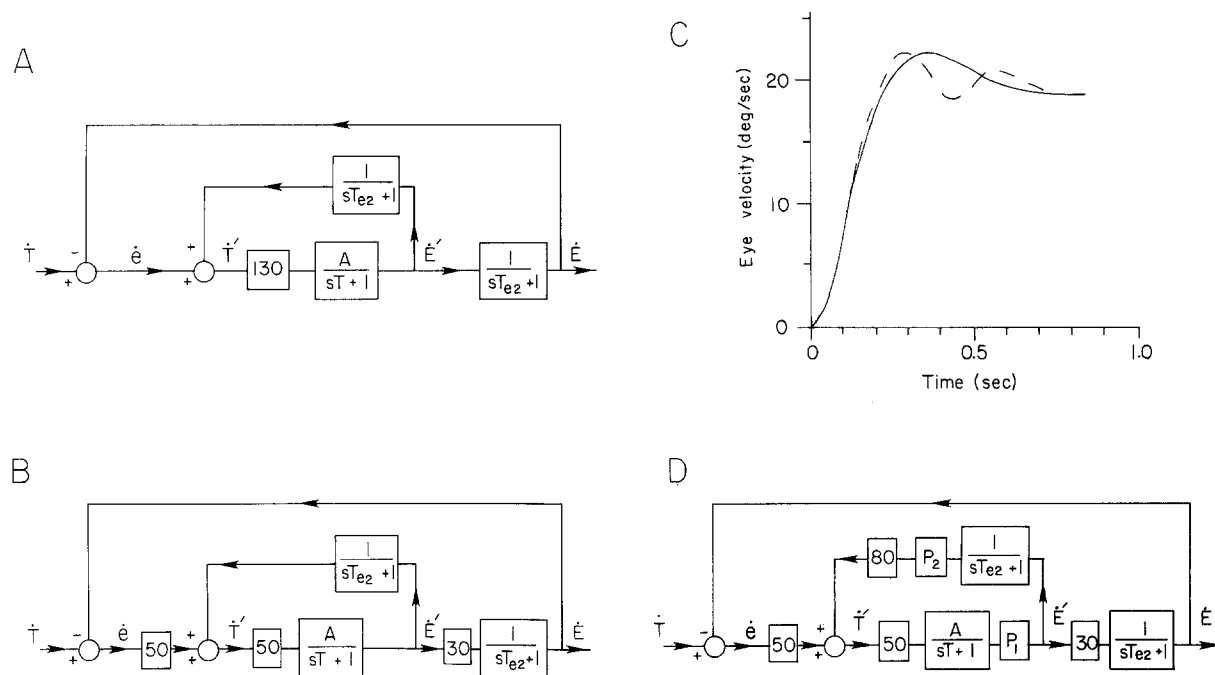 A
Ṫ
-
+
ė
+
+
Ṫ'
130
A
sT + 1
Ė'
1
sTe2 + 1
1
sTe2 + 1
Ė
C
Eye velocity (deg/sec)
20
10
0
0
0.5
1.0
Time (sec)
B
Ṫ
-
+
ė
50
+
+
Ṫ'
50
A
sT + 1
Ė'
1
sTe2 + 1
30
1
sTe2 + 1
Ė
D
Ṫ
-
+
ė
50
+
+
80
P2
1
sTe2 + 1
Ṫ'
50
A
sT + 1
P1
Ė'
30
1
sTe2 + 1
Ė